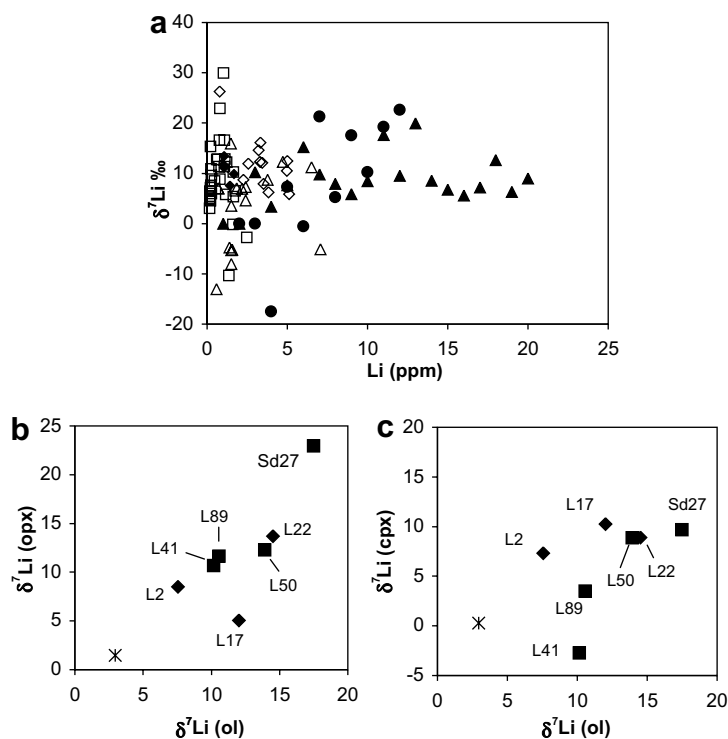 a
40
30
20
10
0
-10
-20
δ⁷Li ‰
0 5 10 15 20 25
Li (ppm)
b
25
20
15
10
5
0
δ⁷Li (opx)
Sd27
L89
L22
L41
L50
L2
L17
0 5 10 15 20
δ⁷Li (ol)
c
20
15
10
5
0
-5
δ⁷Li (cpx)
L17
Sd27
L2
L50
L22
L89
L41
0 5 10 15 20
δ⁷Li (ol)